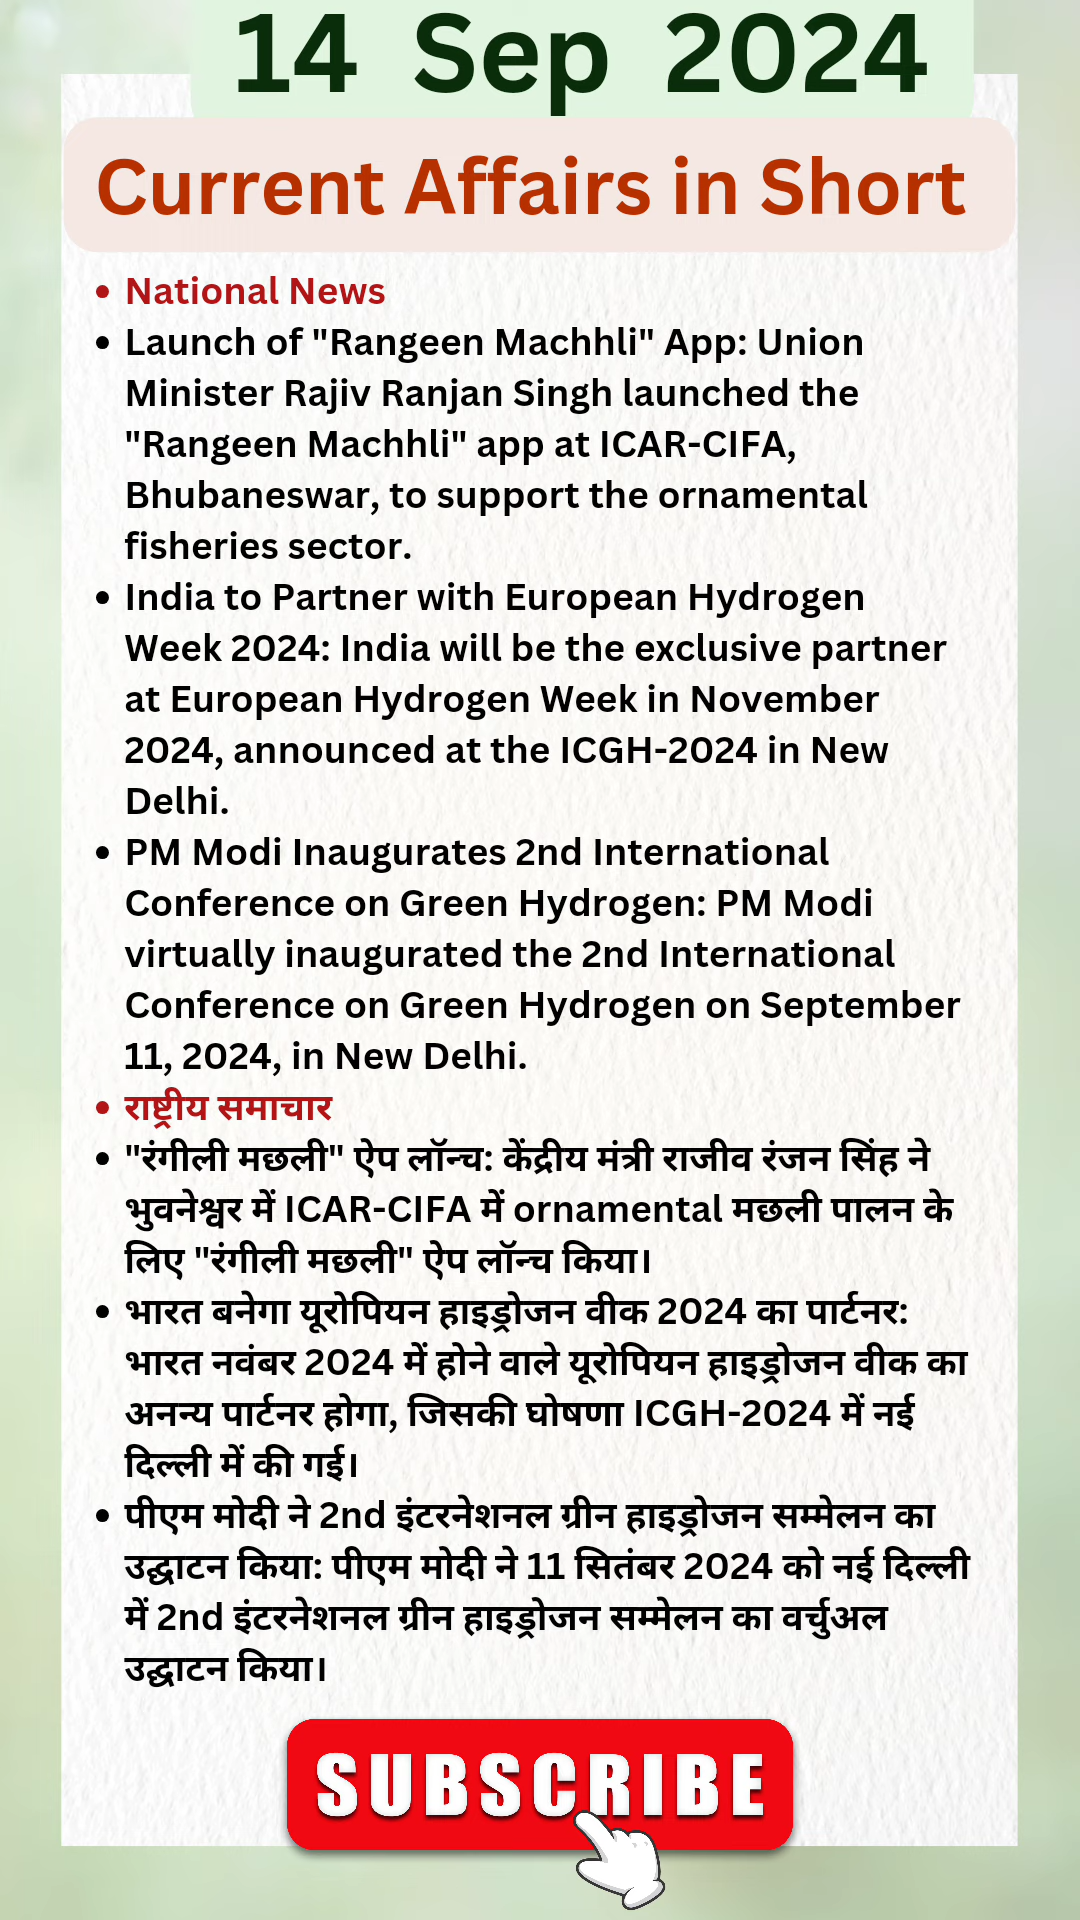 14 Sep 2024
Current Affairs in Short
• National News
• Launch of "Rangeen Machhli" App: Union
Minister Rajiv Ranjan Singh launched the
"Rangeen Machhli" app at ICAR-CIFA,
Bhubaneswar, to support the ornamental
fisheries sector.
• India to Partner with European Hydrogen
Week 2024: India will be the exclusive partner
at European Hydrogen Week in November
2024, announced at the ICGH-2024 in New
Delhi.
• PM Modi Inaugurates 2nd International
Conference on Green Hydrogen: PM Modi
virtually inaugurated the 2nd International
Conference on Green Hydrogen on September
11, 2024, in New Delhi.
• राष्ट्रीय समाचार
• "रंगीली मछली" ऐप लॉन्च: केंद्रीय मंत्री राजीव रंजन सिंह ने
भुवनेश्वर में ICAR-CIFA में ornamental मछली पालन के
लिए "रंगीली मछली" ऐप लॉन्च किया।
• भारत बनेगा यूरोपियन हाइड्रोजन वीक 2024 का पार्टनर:
भारत नवंबर 2024 में होने वाले यूरोपियन हाइड्रोजन वीक का
अनन्य पार्टनर होगा, जिसकी घोषणा ICGH-2024 में नई
दिल्ली में की गई।
• पीएम मोदी ने 2nd इंटरनेशनल ग्रीन हाइड्रोजन सम्मेलन का
उद्घाटन किया: पीएम मोदी ने 11 सितंबर 2024 को नई दिल्ली
में 2nd इंटरनेशनल ग्रीन हाइड्रोजन सम्मेलन का वर्चुअल
उद्घाटन किया।
SUBSCRIBE